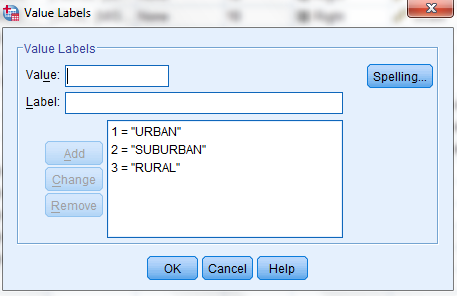 Value Labels
Value Labels
Value:
Spelling...
Label:
1 = "URBAN"
2 = "SUBURBAN"
3 = "RURAL"
Add
Change
Remove
OK Cancel Help